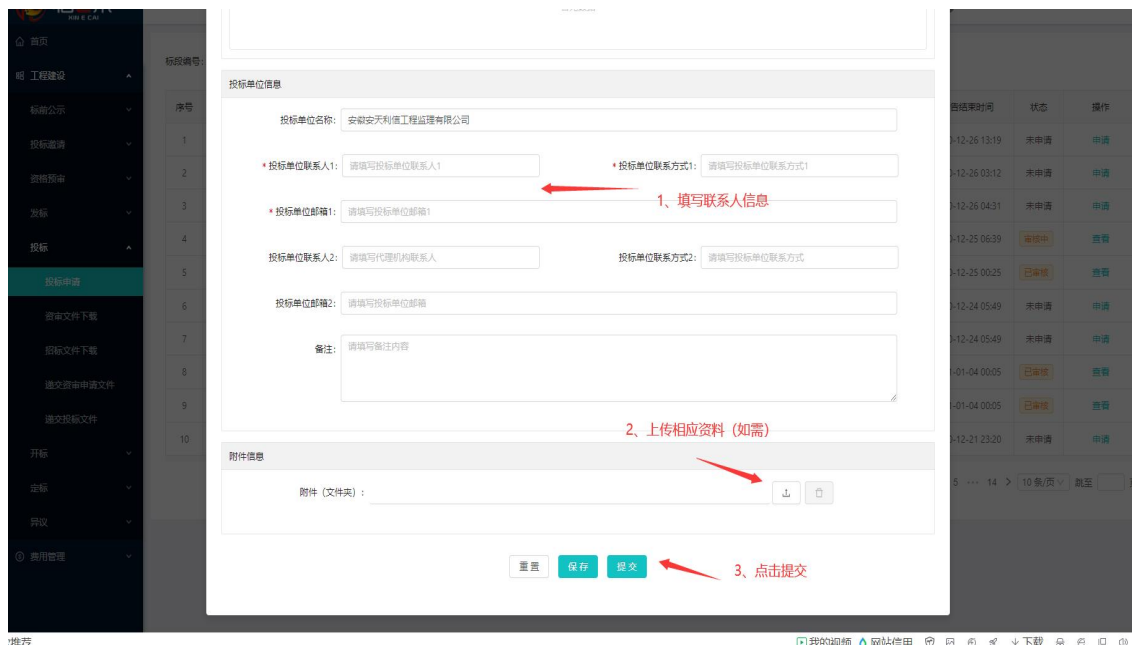 XIN E CAI
首页
标段编号:
工程建设
投标单位信息
标前公示
序号
告结束时间 状态 操作
投标单位名称: 安徽安天利信工程监理有限公司
投标邀请
1
-12-26 13:19 未申请 申请
* 投标单位联系人1: 请填写投标单位联系人1 * 投标单位联系方式1: 请填写投标单位联系方式1
资格预审
2
-12-26 03:12 未申请 申请
1、填写联系人信息
发标
3
* 投标单位邮箱1: 请填写投标单位邮箱1
-12-26 04:31 未申请 申请
投标
4
-12-25 06:39 审核中 查看
投标单位联系人2: 请填写代理机构联系人 投标单位联系方式2: 请填写投标单位联系方式
投标申请
5
-12-25 00:25 已审核 查看
投标单位邮箱2: 请填写投标单位邮箱
资审文件下载
6
-12-24 05:49 未申请 申请
招标文件下载
7
备注: 请填写备注内容
-12-24 05:49 未申请 申请
递交资审申请文件
8
-01-04 00:05 已审核 查看
递交投标文件
9
-01-04 00:05 已审核 查看
2、上传相应资料（如需）
10
-12-21 23:20 未申请 申请
开标
附件信息
定标
附件（文件夹）:
5 ··· 14 > 10 条/页 跳至
异议
费用管理
重置 保存 提交
3、点击提交
推荐
我的视频 网站信用 下载